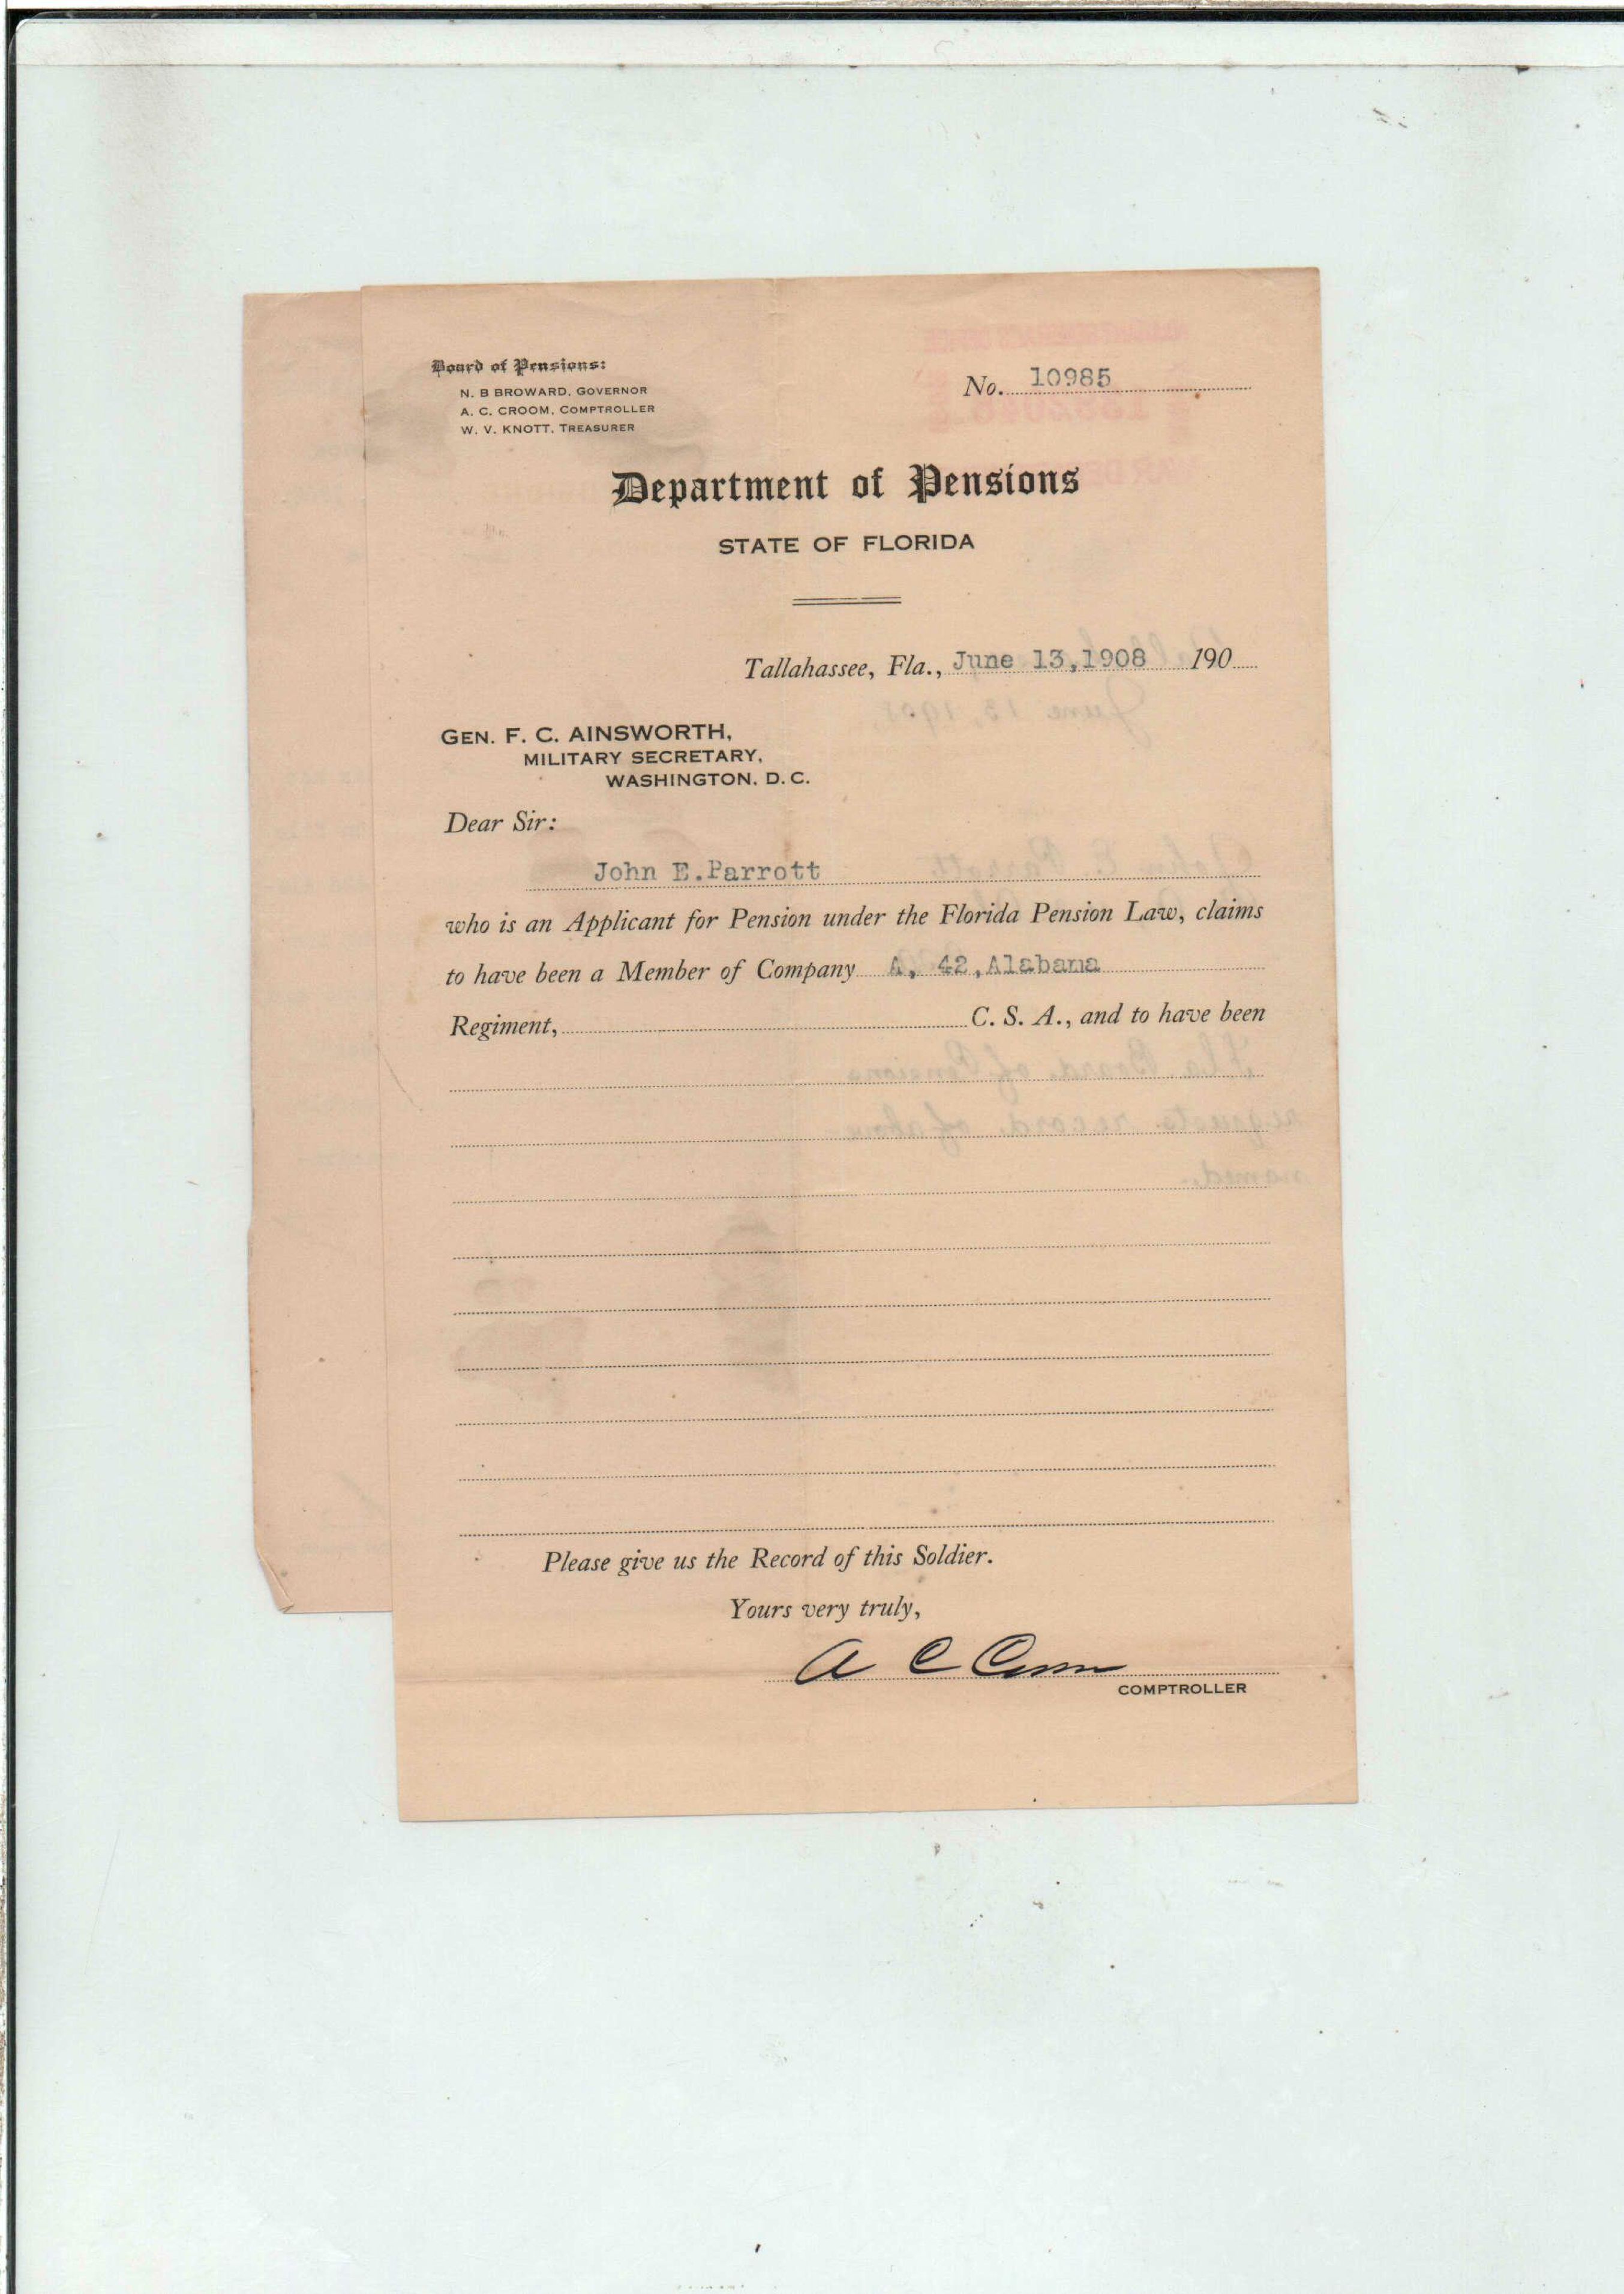 Board of Pensions:
N. B BROWARD, GOVERNOR
A. C. CROOM, COMPTROLLER
W. V. KNOTT, TREASURER
No. 10985
Department of Pensions
STATE OF FLORIDA
Tallahassee, Fla., June 13,1908 190
GEN. F. C. AINSWORTH,
MILITARY SECRETARY,
WASHINGTON, D. C.
Dear Sir:
John E.Parrott
who is an Applicant for Pension under the Florida Pension Law, claims
to have been a Member of Company A, 42,Alabama
Regiment, C. S. A., and to have been
Please give us the Record of this Soldier.
Yours very truly,
A C Croom
COMPTROLLER